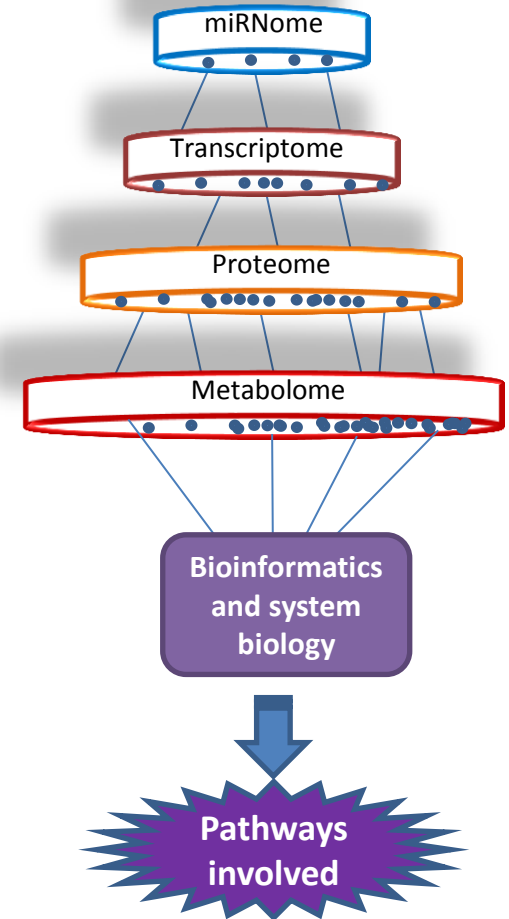 miRNome
Transcriptome
Proteome
Metabolome
Bioinformatics
and system
biology
Pathways
involved